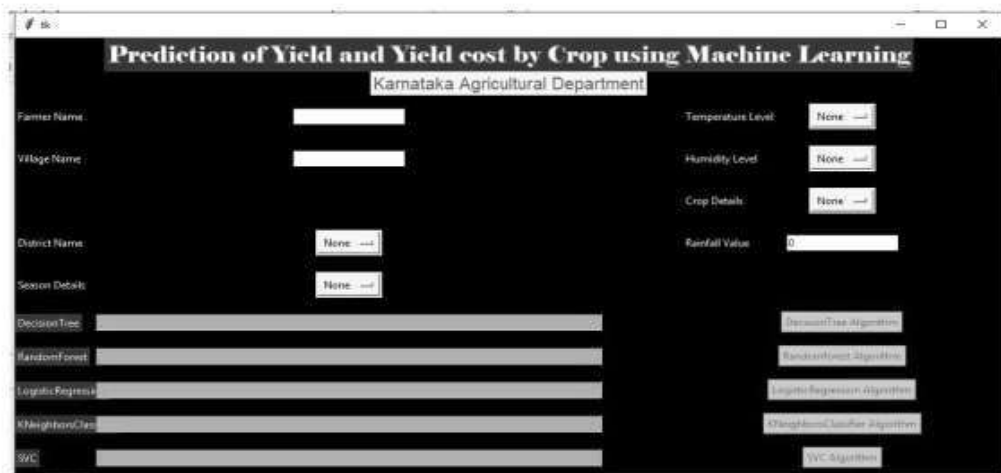 tk
Prediction of Yield and Yield cost by Crop using Machine Learning
Karnataka Agricultural Department
Farmer Name
Temperature Level
None
Village Name
Humidity Level
None
Crop Details
None
District Name
None
Rainfall Value
0
Season Details
None
DecisionTree
DecisionTree Algorithm
RandomForest
Randomforest Algorithm
LogisticRegressi
LogisticRegression Algorithm
KNeighborsClas
KNeighborsClassifier Algorithm
SVC
SVC Algorithm